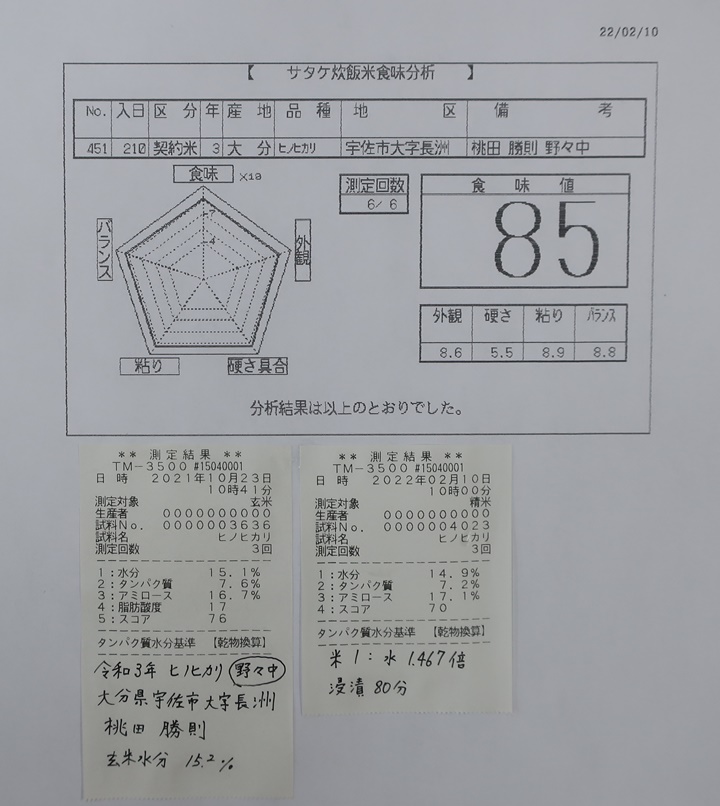 22/02/10
【 サタケ炊飯米食味分析 】
No. 入日 区分 年 産地 品種 地区 備考
451 210 契約米 3 大分 ヒノヒカリ 宇佐市大字長洲 桃田 勝則 野々中
食味 ×10
7
4
バランス
外観
粘り
硬さ具合
測定回数
6/ 6
食味値
85
外観 硬さ 粘り バランス
8.6 5.5 8.9 8.8
分析結果は以上のとおりでした。
** 測定結果 **
TM-3500 #15040001
日 時 2021年10月23日
10時41分
測定対象 玄米
生産者 0000000000
試料No. 0000003636
試料名 ヒノヒカリ
測定回数 3回
1:水分 15.1%
2:タンパク質 7.6%
3:アミロース 16.7%
4:脂肪酸度 17
5:スコア 76
タンパク質水分基準 【乾物換算】
令和3年 ヒノヒカリ 野々中
大分県宇佐市大字長洲
桃田 勝則
玄米水分 15.2%
** 測定結果 **
TM-3500 #15040001
日 時 2022年02月10日
10時00分
測定対象 精米
生産者 0000000000
試料No. 0000004023
試料名 ヒノヒカリ
測定回数 3回
1:水分 14.9%
2:タンパク質 7.2%
3:アミロース 17.1%
4:スコア 70
タンパク質水分基準 【乾物換算】
米1:水 1.467倍
浸漬 80分